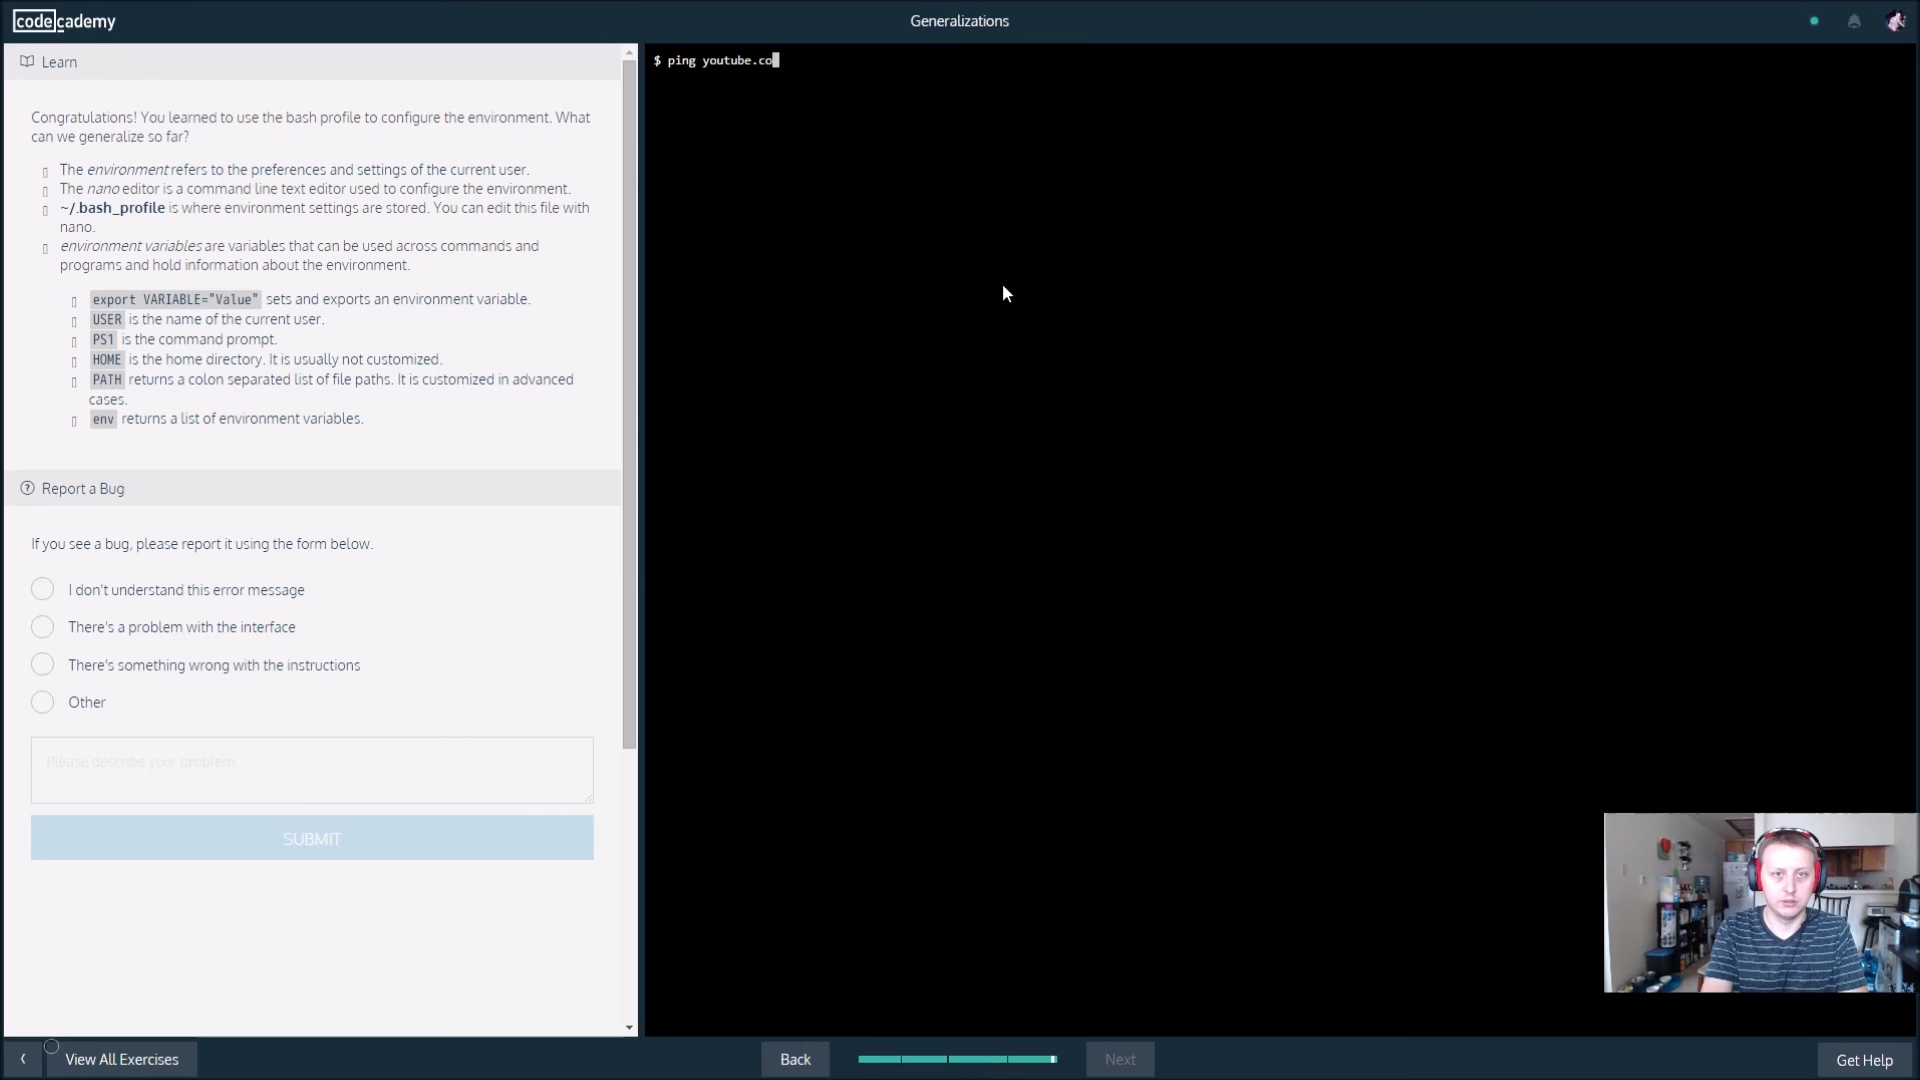 codecademy
Generalizations
Learn
$ ping youtube.co
Congratulations! You learned to use the bash profile to configure the environment. What
can we generalize so far?
The environment refers to the preferences and settings of the current user.
The nano editor is a command line text editor used to configure the environment.
~/.bash_profile is where environment settings are stored. You can edit this file with
nano.
environment variables are variables that can be used across commands and
programs and hold information about the environment.
export VARIABLE="Value" sets and exports an environment variable.
USER is the name of the current user.
PS1 is the command prompt.
HOME is the home directory. It is usually not customized.
PATH returns a colon separated list of file paths. It is customized in advanced
cases.
env returns a list of environment variables.
Report a Bug
If you see a bug, please report it using the form below.
I don't understand this error message
There's a problem with the interface
There's something wrong with the instructions
Other
Please describe your problem
SUBMIT
View All Exercises
Back
Next
Get Help